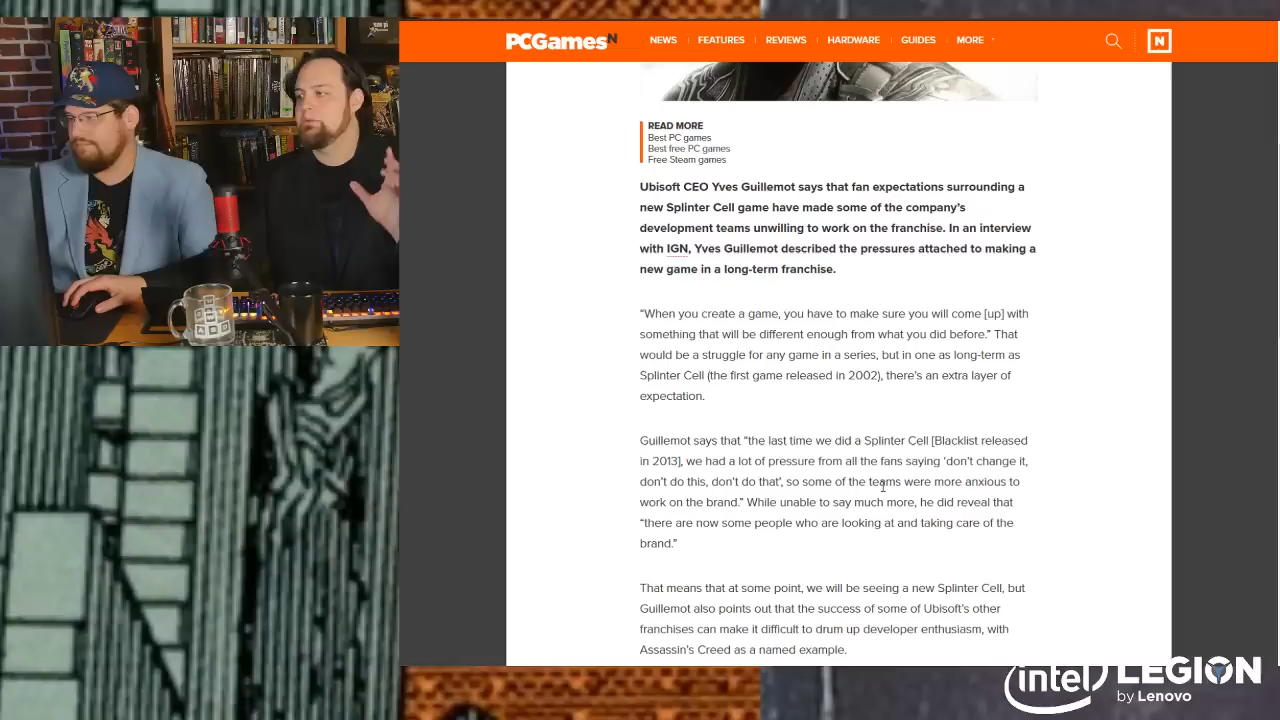 PCGamesN
NEWS
FEATURES
REVIEWS
HARDWARE
GUIDES
MORE
N
READ MORE
Best PC games
Best free PC games
Free Steam games
Ubisoft CEO Yves Guillemot says that fan expectations surrounding a
new Splinter Cell game have made some of the company's
development teams unwilling to work on the franchise. In an interview
with IGN, Yves Guillemot described the pressures attached to making a
new game in a long-term franchise.
“When you create a game, you have to make sure you will come [up] with
something that will be different enough from what you did before.” That
would be a struggle for any game in a series, but in one as long-term as
Splinter Cell (the first game released in 2002), there's an extra layer of
expectation.
Guillemot says that “the last time we did a Splinter Cell [Blacklist released
in 2013], we had a lot of pressure from all the fans saying ‘don't change it,
don't do this, don't do that’, so some of the teams were more anxious to
work on the brand.” While unable to say much more, he did reveal that
“there are now some people who are looking at and taking care of the
brand.”
That means that at some point, we will be seeing a new Splinter Cell, but
Guillemot also points out that the success of some of Ubisoft's other
franchises can make it difficult to drum up developer enthusiasm, with
Assassin's Creed as a named example.
intel LEGION
by Lenovo